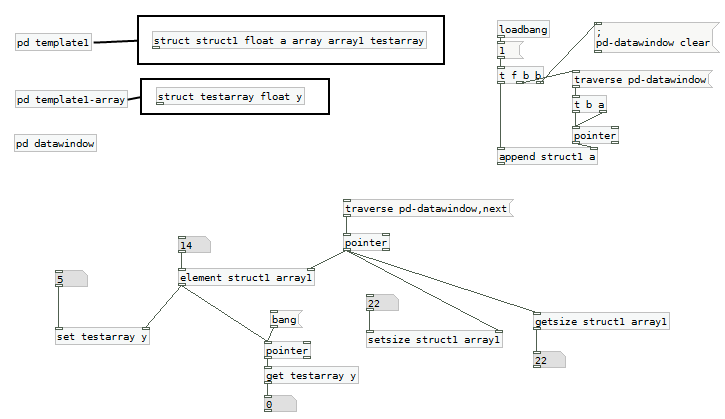 pd template1
struct struct1 float a array array1 testarray
pd template1-array
struct testarray float y
pd datawindow
loadbang
1
t f b b
;
pd-datawindow clear
traverse pd-datawindow
t b a
pointer
append struct1 a
traverse pd-datawindow,next
pointer
14
element struct1 array1
5
set testarray y
bang
pointer
get testarray y
0
22
setsize struct1 array1
getsize struct1 array1
22